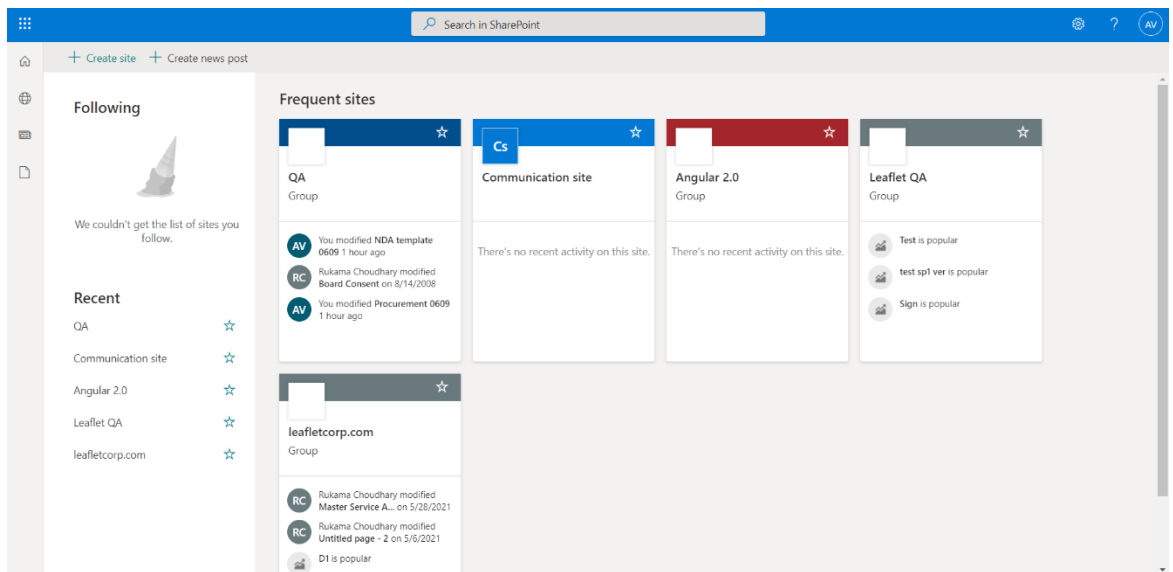 Search in SharePoint
?
AV
Create site
Create news post
Following
We couldn't get the list of sites you
follow.
Recent
QA
Communication site
Angular 2.0
Leaflet QA
leafletcorp.com
Frequent sites
QA
Group
AV
You modified NDA template
0609 1 hour ago
RC
Rukama Choudhary modified
Board Consent on 8/14/2008
AV
You modified Procurement 0609
1 hour ago
Cs
Communication site
There's no recent activity on this site.
Angular 2.0
Group
There's no recent activity on this site.
Leaflet QA
Group
Test is popular
test sp1 ver is popular
Sign is popular
leafletcorp.com
Group
RC
Rukama Choudhary modified
Master Service A... on 5/28/2021
RC
Rukama Choudhary modified
Untitled page - 2 on 5/6/2021
D1 is popular